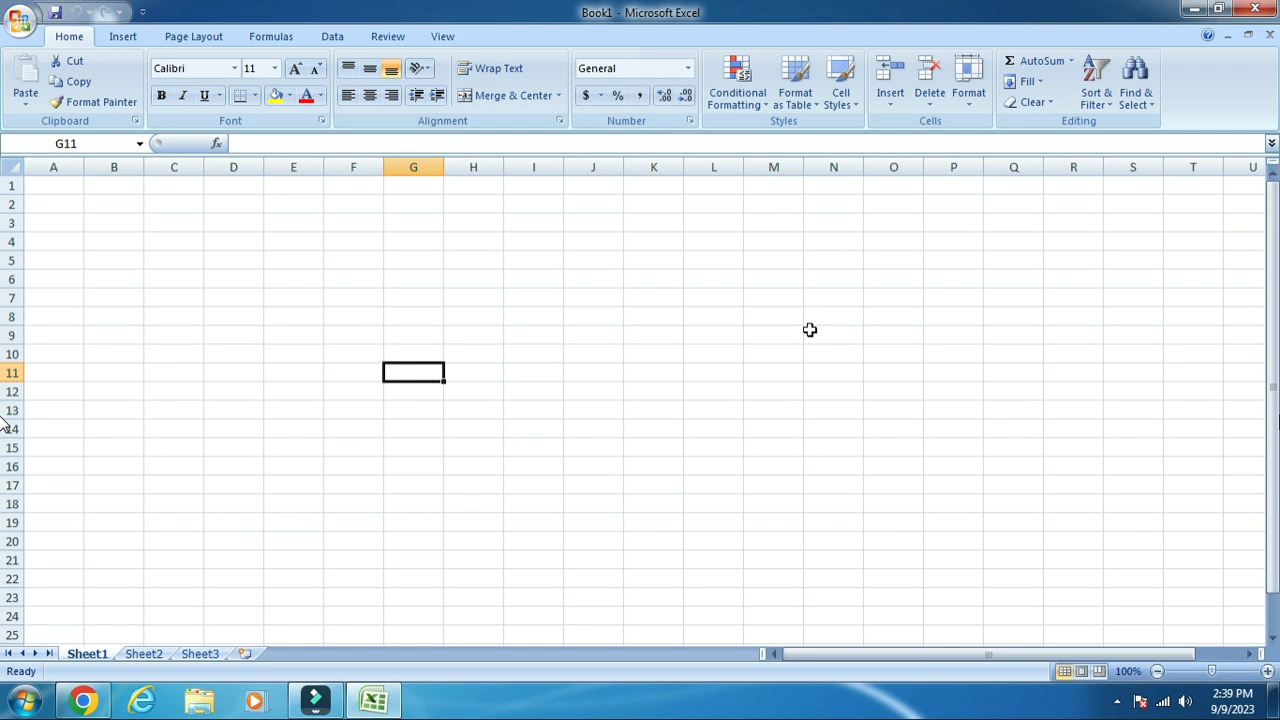 Book1 - Microsoft Excel
Home Insert Page Layout Formulas Data Review View
Paste Cut Copy Format Painter Clipboard
Calibri 11 A A B I U A Font
Wrap Text Merge & Center Alignment
General $ % , .0 .00 .00 .0 Number
Conditional Formatting Format as Table Cell Styles Styles
Insert Delete Format Cells
Σ AutoSum Fill Clear Sort & Filter Find & Select Editing
G11 fx
A B C D E F G H I J K L M N O P Q R S T U
1
2
3
4
5
6
7
8
9
10
11
12
13
14
15
16
17
18
19
20
21
22
23
24
25
Sheet1 Sheet2 Sheet3
Ready 100%
2:39 PM
9/9/2023